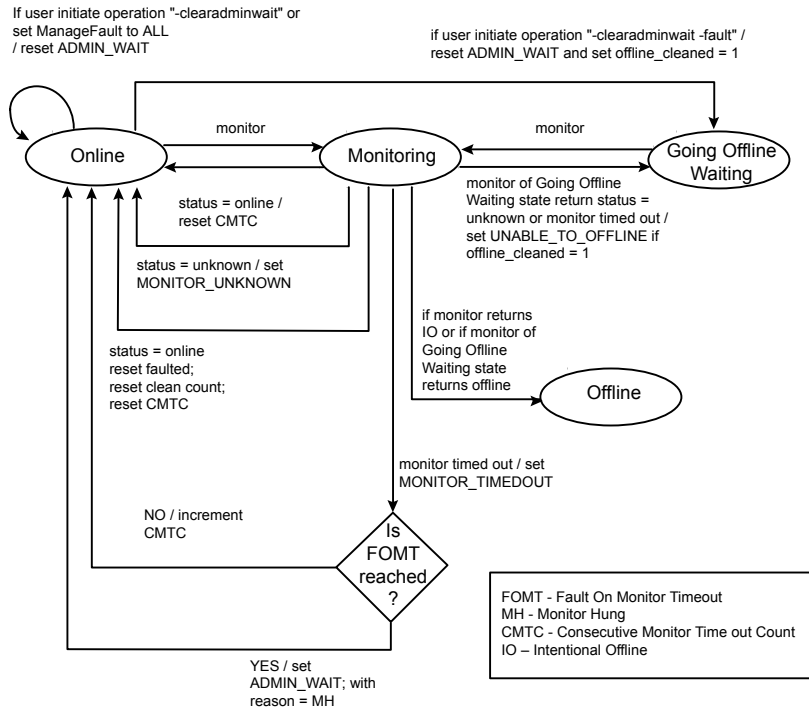 If user initiate operation "-clearadminwait" or
set ManageFault to ALL
/ reset ADMIN_WAIT
if user initiate operation "-clearadminwait -fault" /
reset ADMIN_WAIT and set offline_cleaned = 1
monitor
monitor
Online
Monitoring
Going Offline
Waiting
status = online /
reset CMTC
monitor of Going Offline
Waiting state return status =
unknown or monitor timed out /
set UNABLE_TO_OFFLINE if
offline_cleaned = 1
status = unknown / set
MONITOR_UNKNOWN
if monitor returns
IO or if monitor of
Going Oflline
Waiting state
returns offline
status = online
reset faulted;
reset clean count;
reset CMTC
Offline
monitor timed out / set
MONITOR_TIMEDOUT
NO / increment
CMTC
Is
FOMT
reached
?
FOMT - Fault On Monitor Timeout
MH - Monitor Hung
CMTC - Consecutive Monitor Time out Count
IO – Intentional Offline
YES / set
ADMIN_WAIT; with
reason = MH